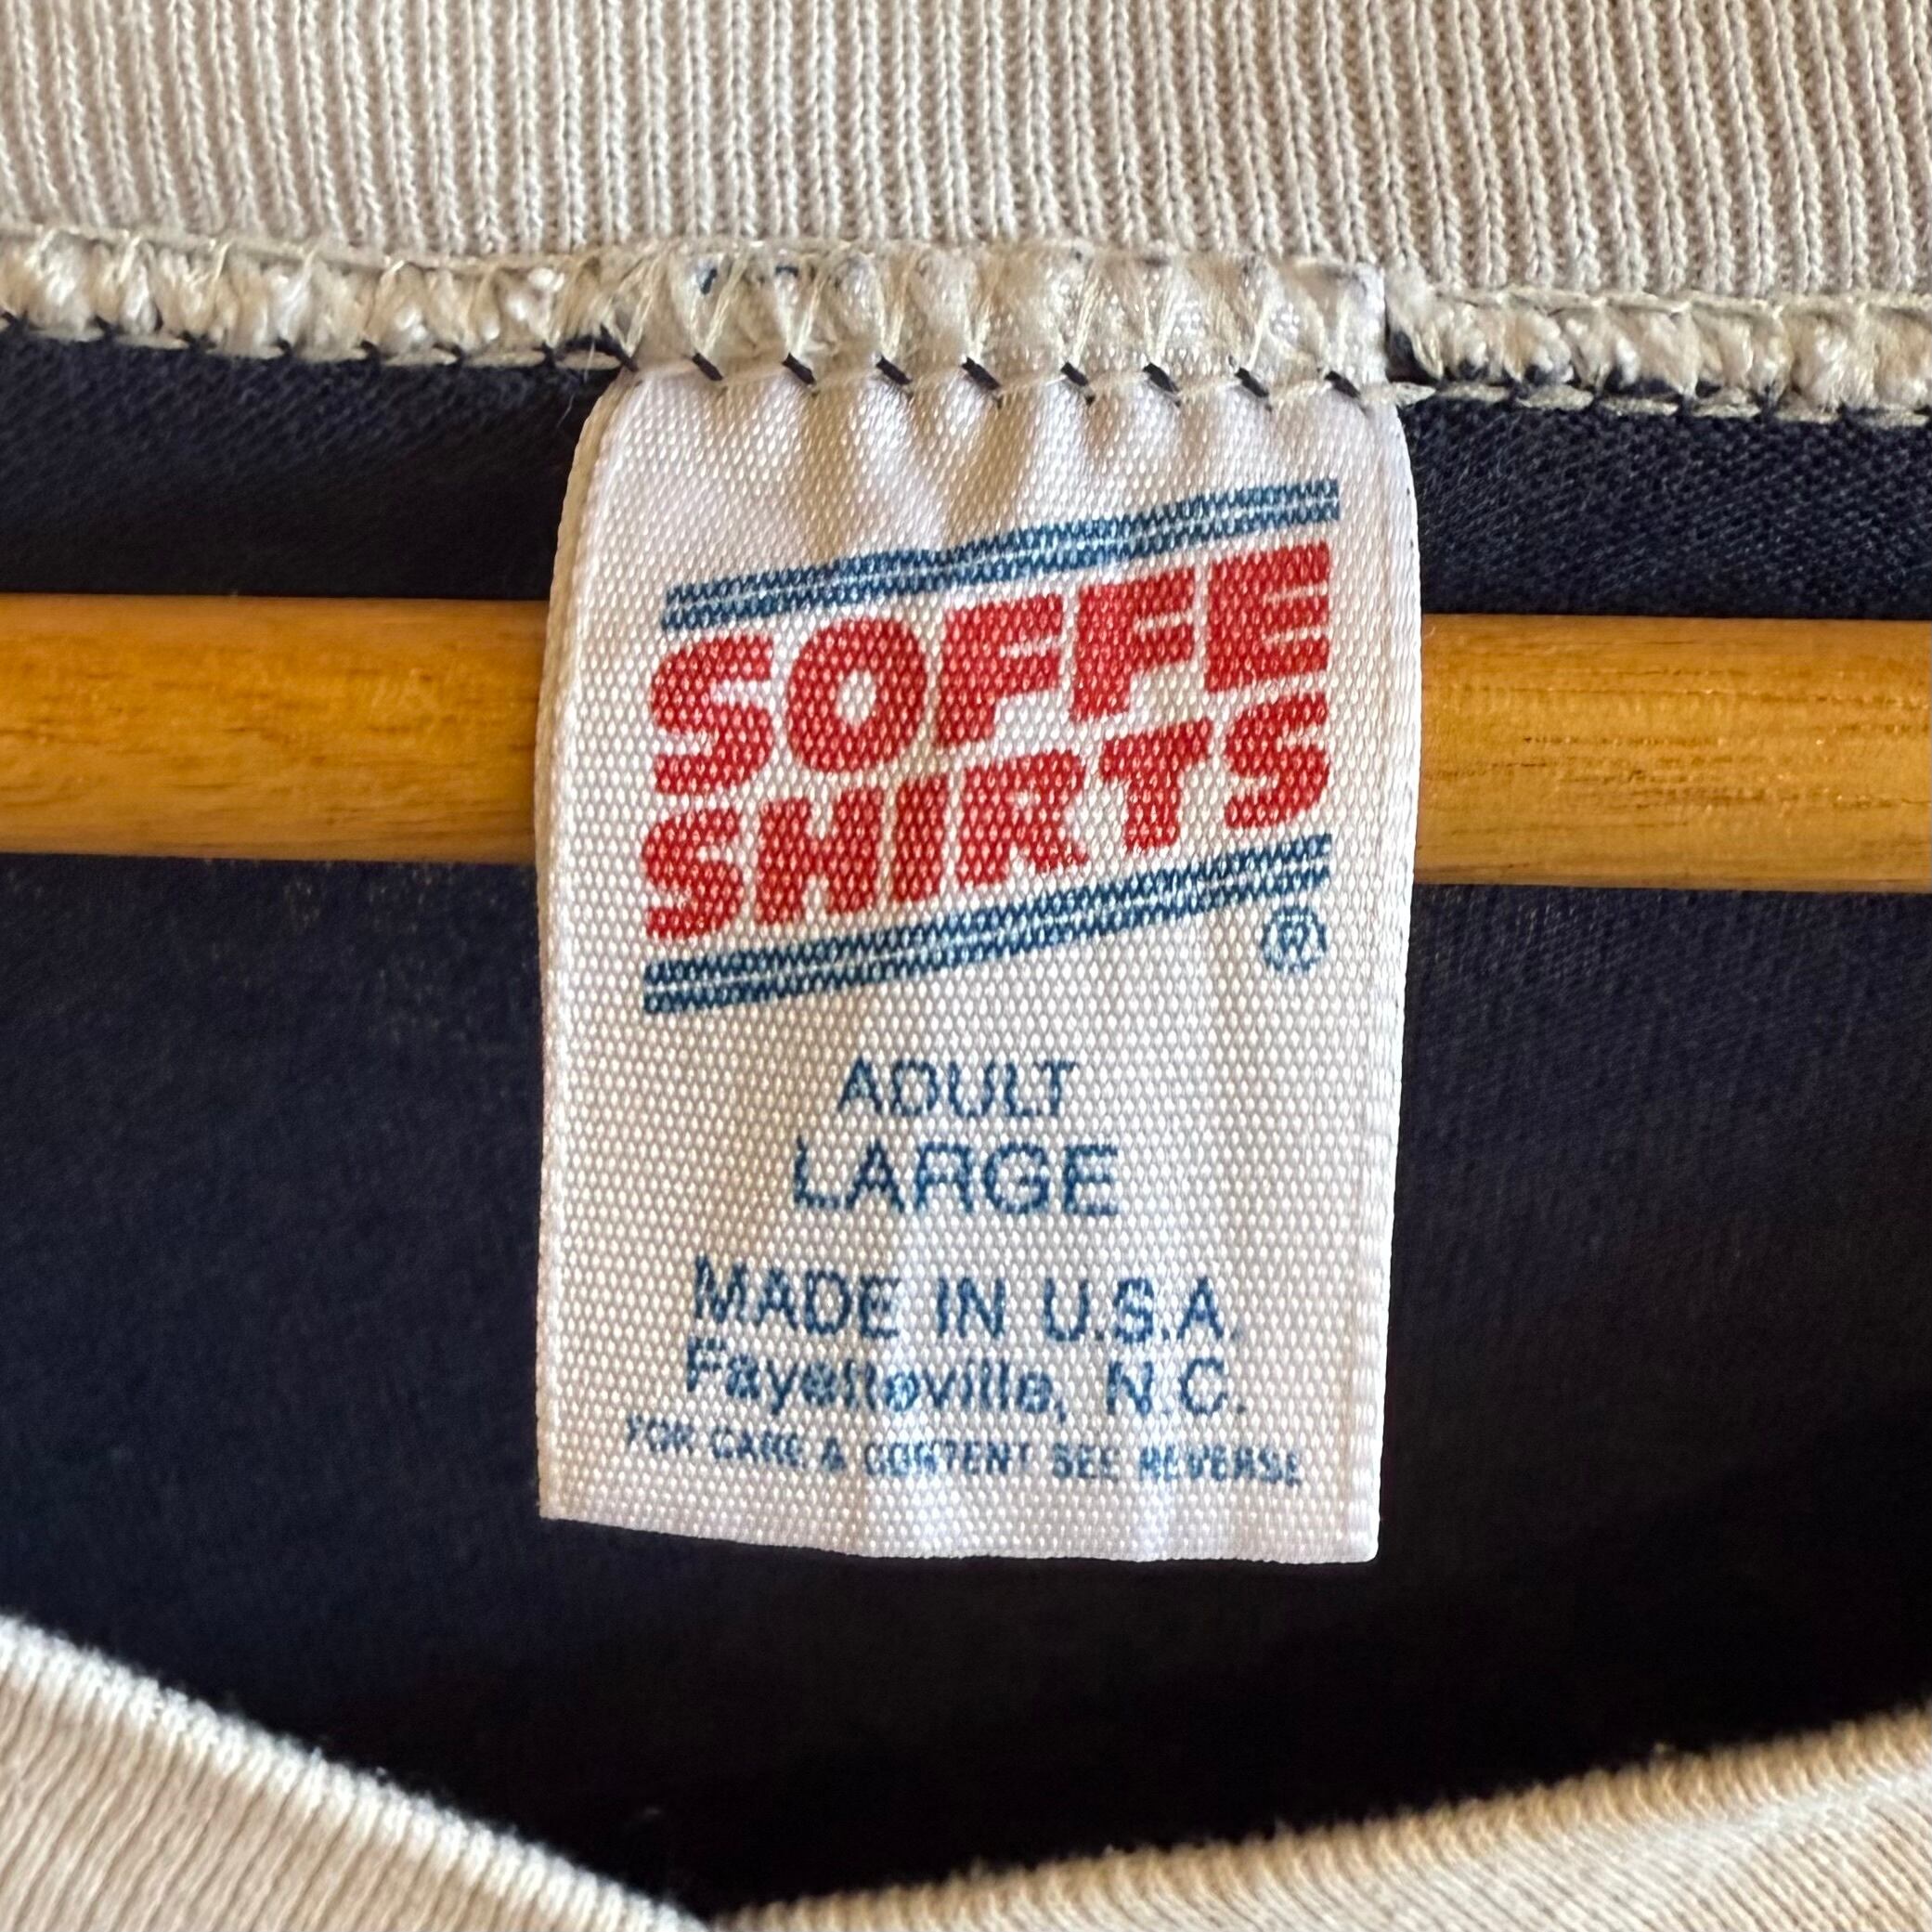 SOFFE
SHIRTS
®
ADULT
LARGE
MADE IN U.S.A.
Fayetteville, N.C.
FOR CARE & CONTENT SEE REVERSE